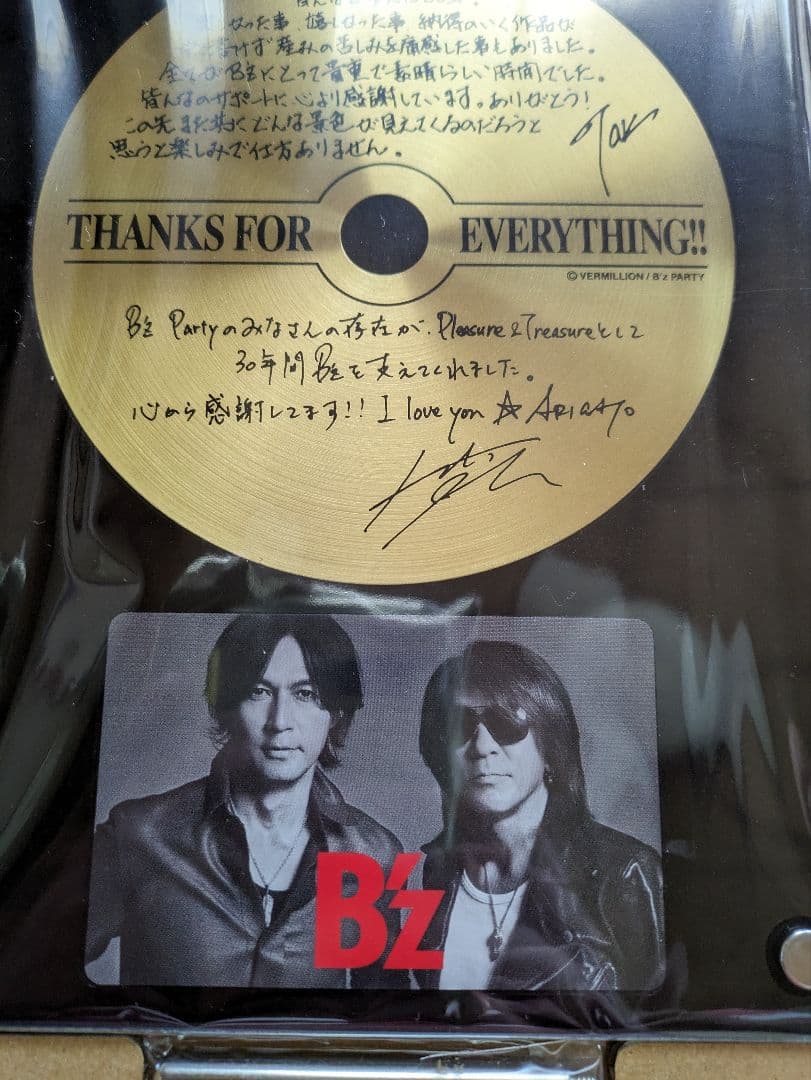 しかった事、嬉しかった事、納得のいく作品が
けず産みの苦しみを痛感した事もありました。
全てがB'zにとって貴重で素晴らしい時間でした。
皆んなのサポートに心より感謝しています。ありがとう!
この先また共にどんな景色が見えてくるのだろうと
思うと楽しみで仕方ありません。
Tak
THANKS FOR EVERYTHING!!
©VERMILLION / B'z PARTY
B'z Partyのみなさんの存在が、Pleasure & Treasureとして
30年間B'zを支えてくれました。
心から感謝してます!! I love you ☆ ARIGATO
B'z